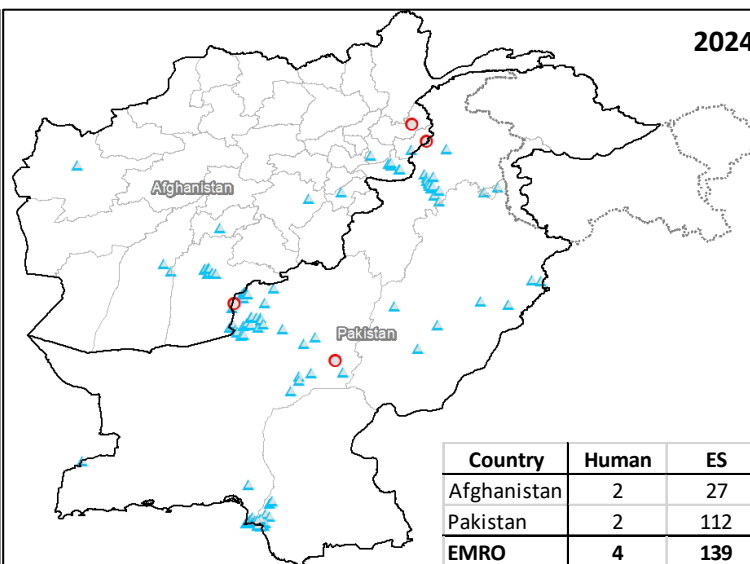 2024
Afghanistan
Pakistan
Country Human ES
Afghanistan 2 27
Pakistan 2 112
EMRO 4 139